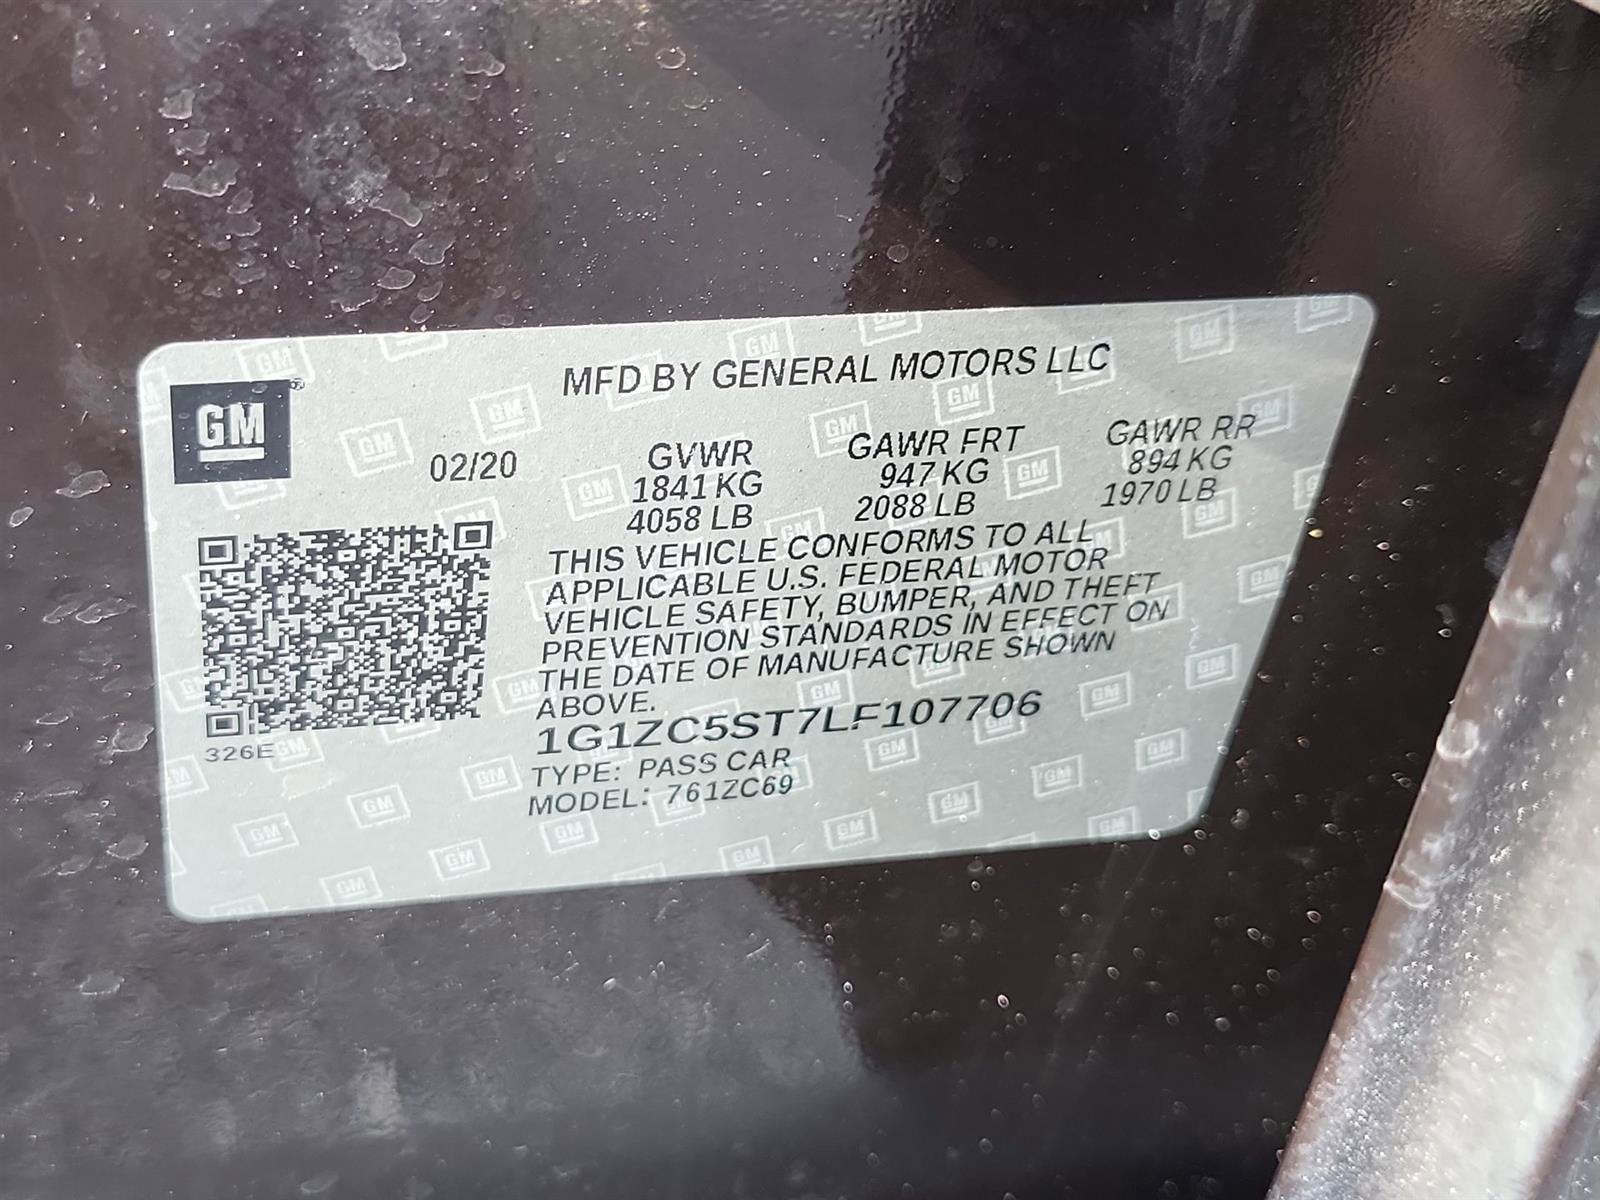 GM
MFD BY GENERAL MOTORS LLC
02/20
GVWR
1841 KG
4058 LB
GAWR FRT
947 KG
2088 LB
GAWR RR
894 KG
1970 LB
THIS VEHICLE CONFORMS TO ALL
APPLICABLE U.S. FEDERAL MOTOR
VEHICLE SAFETY, BUMPER, AND THEFT
PREVENTION STANDARDS IN EFFECT ON
THE DATE OF MANUFACTURE SHOWN
ABOVE.
1G1ZC5ST7LF107706
TYPE: PASS CAR
MODEL: 761ZC69
326E